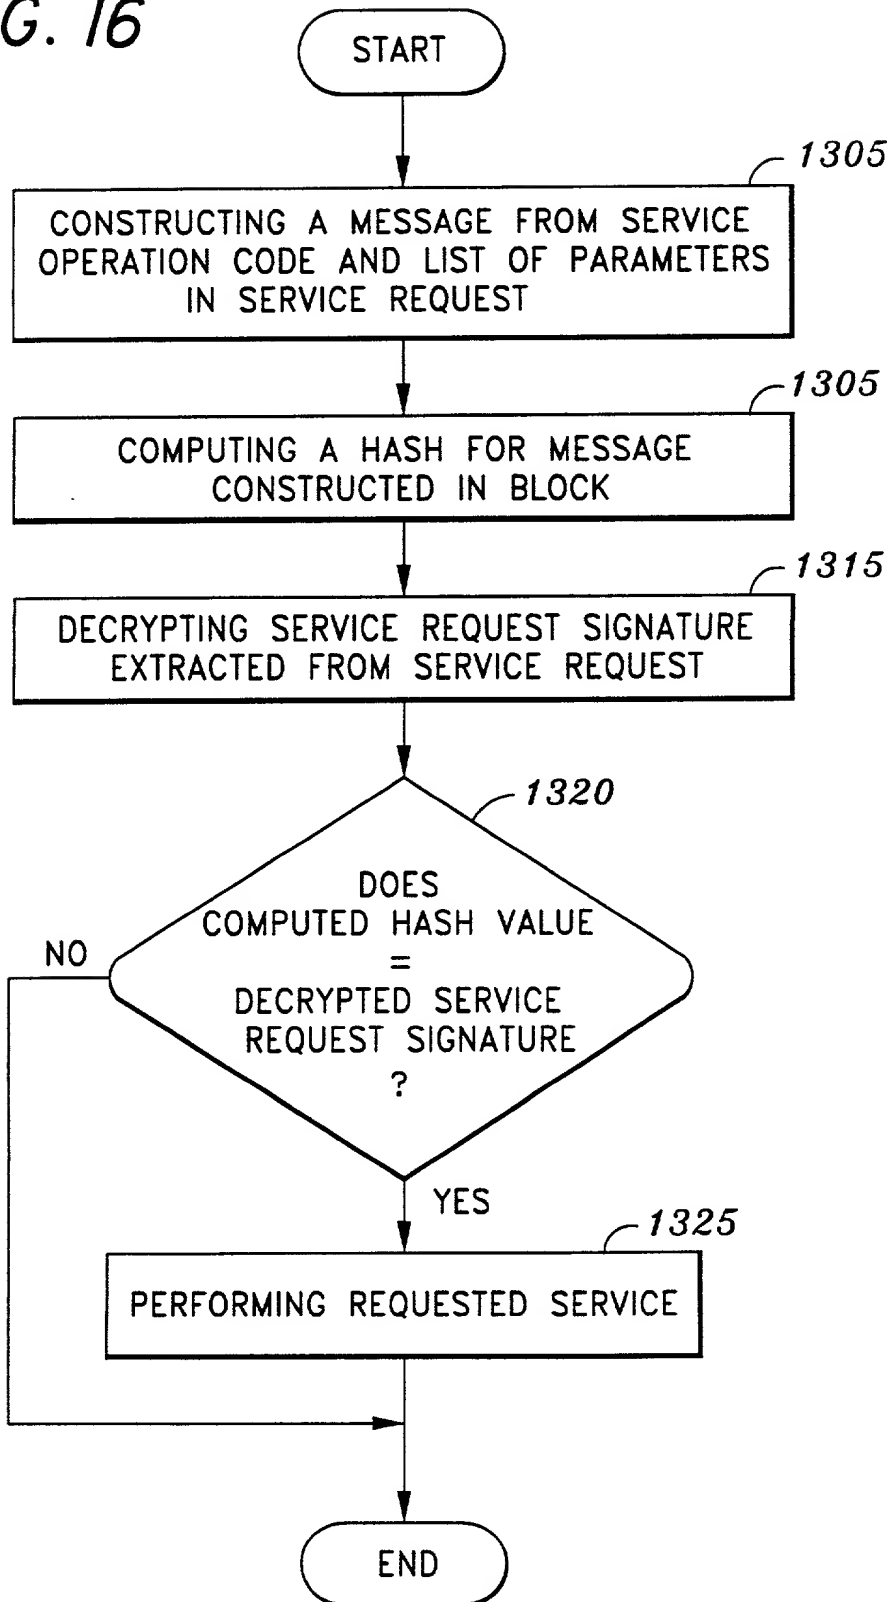 G. 16
START
1305
CONSTRUCTING A MESSAGE FROM SERVICE
OPERATION CODE AND LIST OF PARAMETERS
IN SERVICE REQUEST
1305
COMPUTING A HASH FOR MESSAGE
CONSTRUCTED IN BLOCK
1315
DECRYPTING SERVICE REQUEST SIGNATURE
EXTRACTED FROM SERVICE REQUEST
1320
DOES
COMPUTED HASH VALUE
=
DECRYPTED SERVICE
REQUEST SIGNATURE
?
NO
YES
1325
PERFORMING REQUESTED SERVICE
END